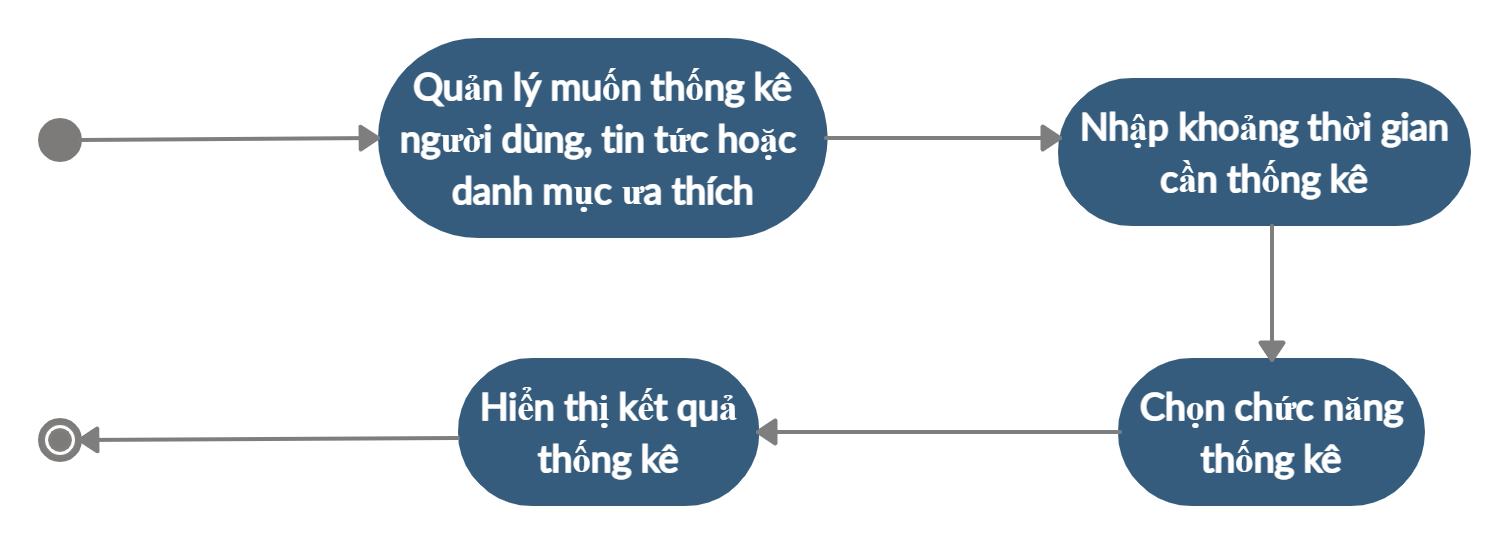 Quản lý muốn thống kê
người dùng, tin tức hoặc
danh mục ưa thích
Nhập khoảng thời gian
cần thống kê
Chọn chức năng
thống kê
Hiển thị kết quả
thống kê